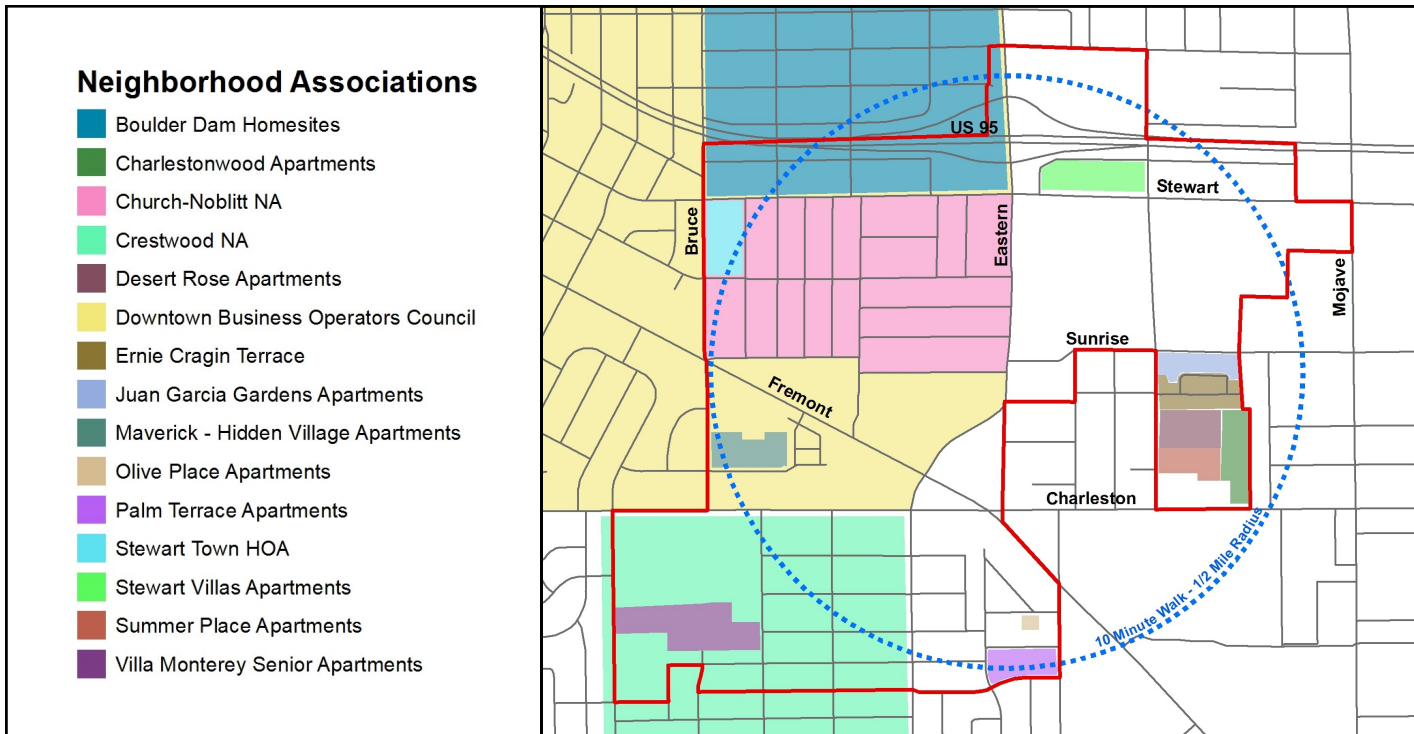 Neighborhood Associations
Boulder Dam Homesites
Charlestonwood Apartments
Church-Noblitt NA
Crestwood NA
Desert Rose Apartments
Downtown Business Operators Council
Ernie Cragin Terrace
Juan Garcia Gardens Apartments
Maverick - Hidden Village Apartments
Olive Place Apartments
Palm Terrace Apartments
Stewart Town HOA
Stewart Villas Apartments
Summer Place Apartments
Villa Monterey Senior Apartments
US 95
Stewart
Bruce
Eastern
Mojave
Sunrise
Fremont
Charleston
10 Minute Walk - 1/2 Mile Radius